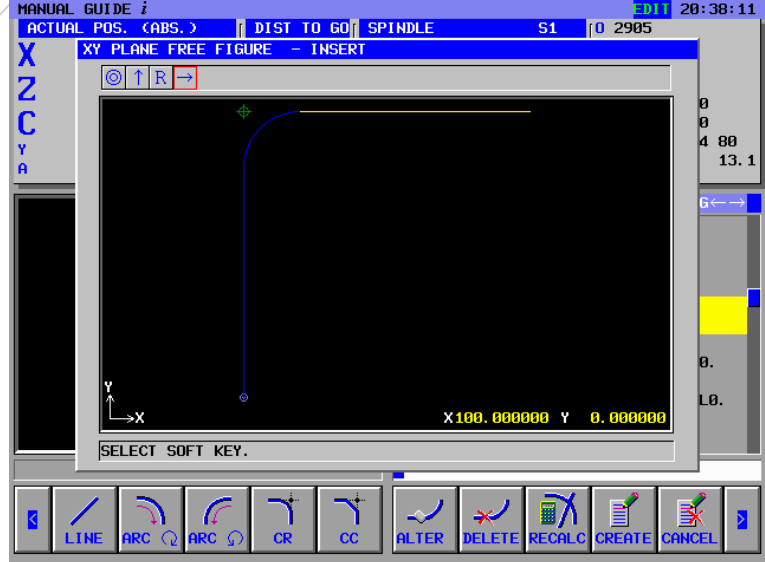 MANUAL GUIDE i EDIT 20:38:11
ACTUAL POS. (ABS.) DIST TO GO SPINDLE S1 O 2905
XY PLANE FREE FIGURE - INSERT
X
Z
C
Y
A
◎ ↑ R →
0
0
4 80
13.1
G←→
0.
L0.
Y
X
X100.000000 Y 0.000000
SELECT SOFT KEY.
< LINE ARC ARC CR CC ALTER DELETE RECALC CREATE CANCEL >